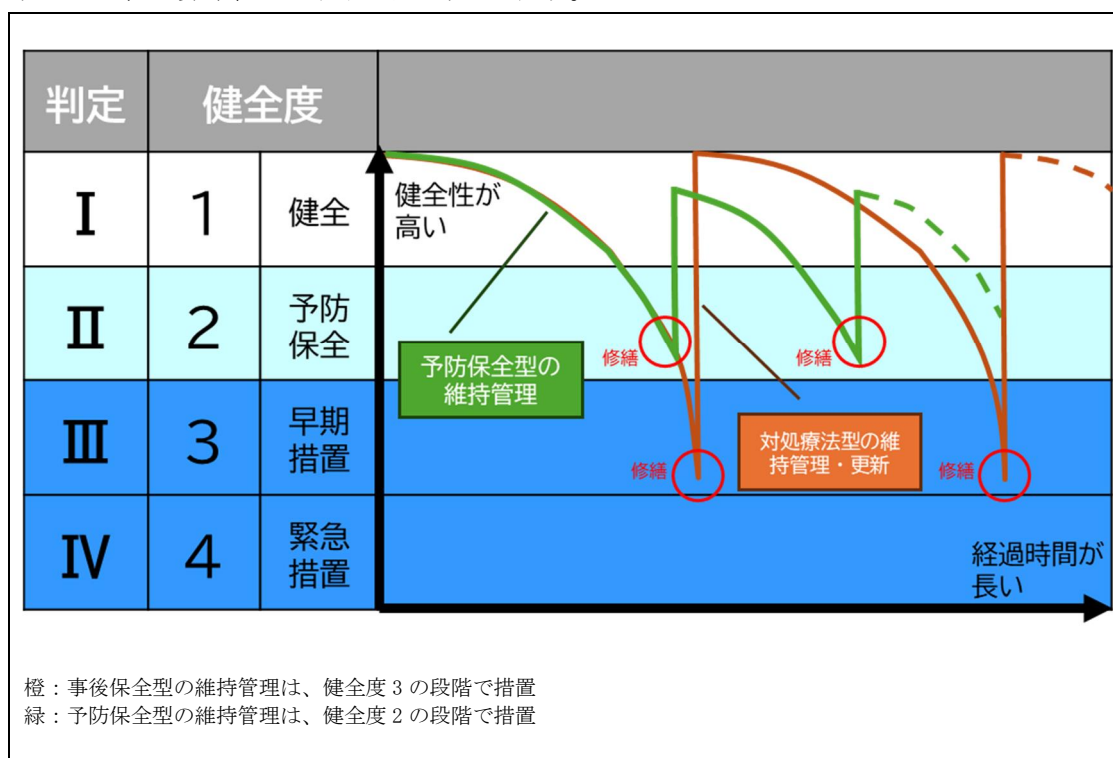 判定 健全度
I 1 健全
健全性が
高い
II 2 予防
保全
修繕
修繕
予防保全型の
維持管理
III 3 早期
措置
対処療法型の維
持管理・更新
修繕
修繕
IV 4 緊急
措置
経過時間が
長い
橙：事後保全型の維持管理は、健全度 3 の段階で措置
緑：予防保全型の維持管理は、健全度 2 の段階で措置